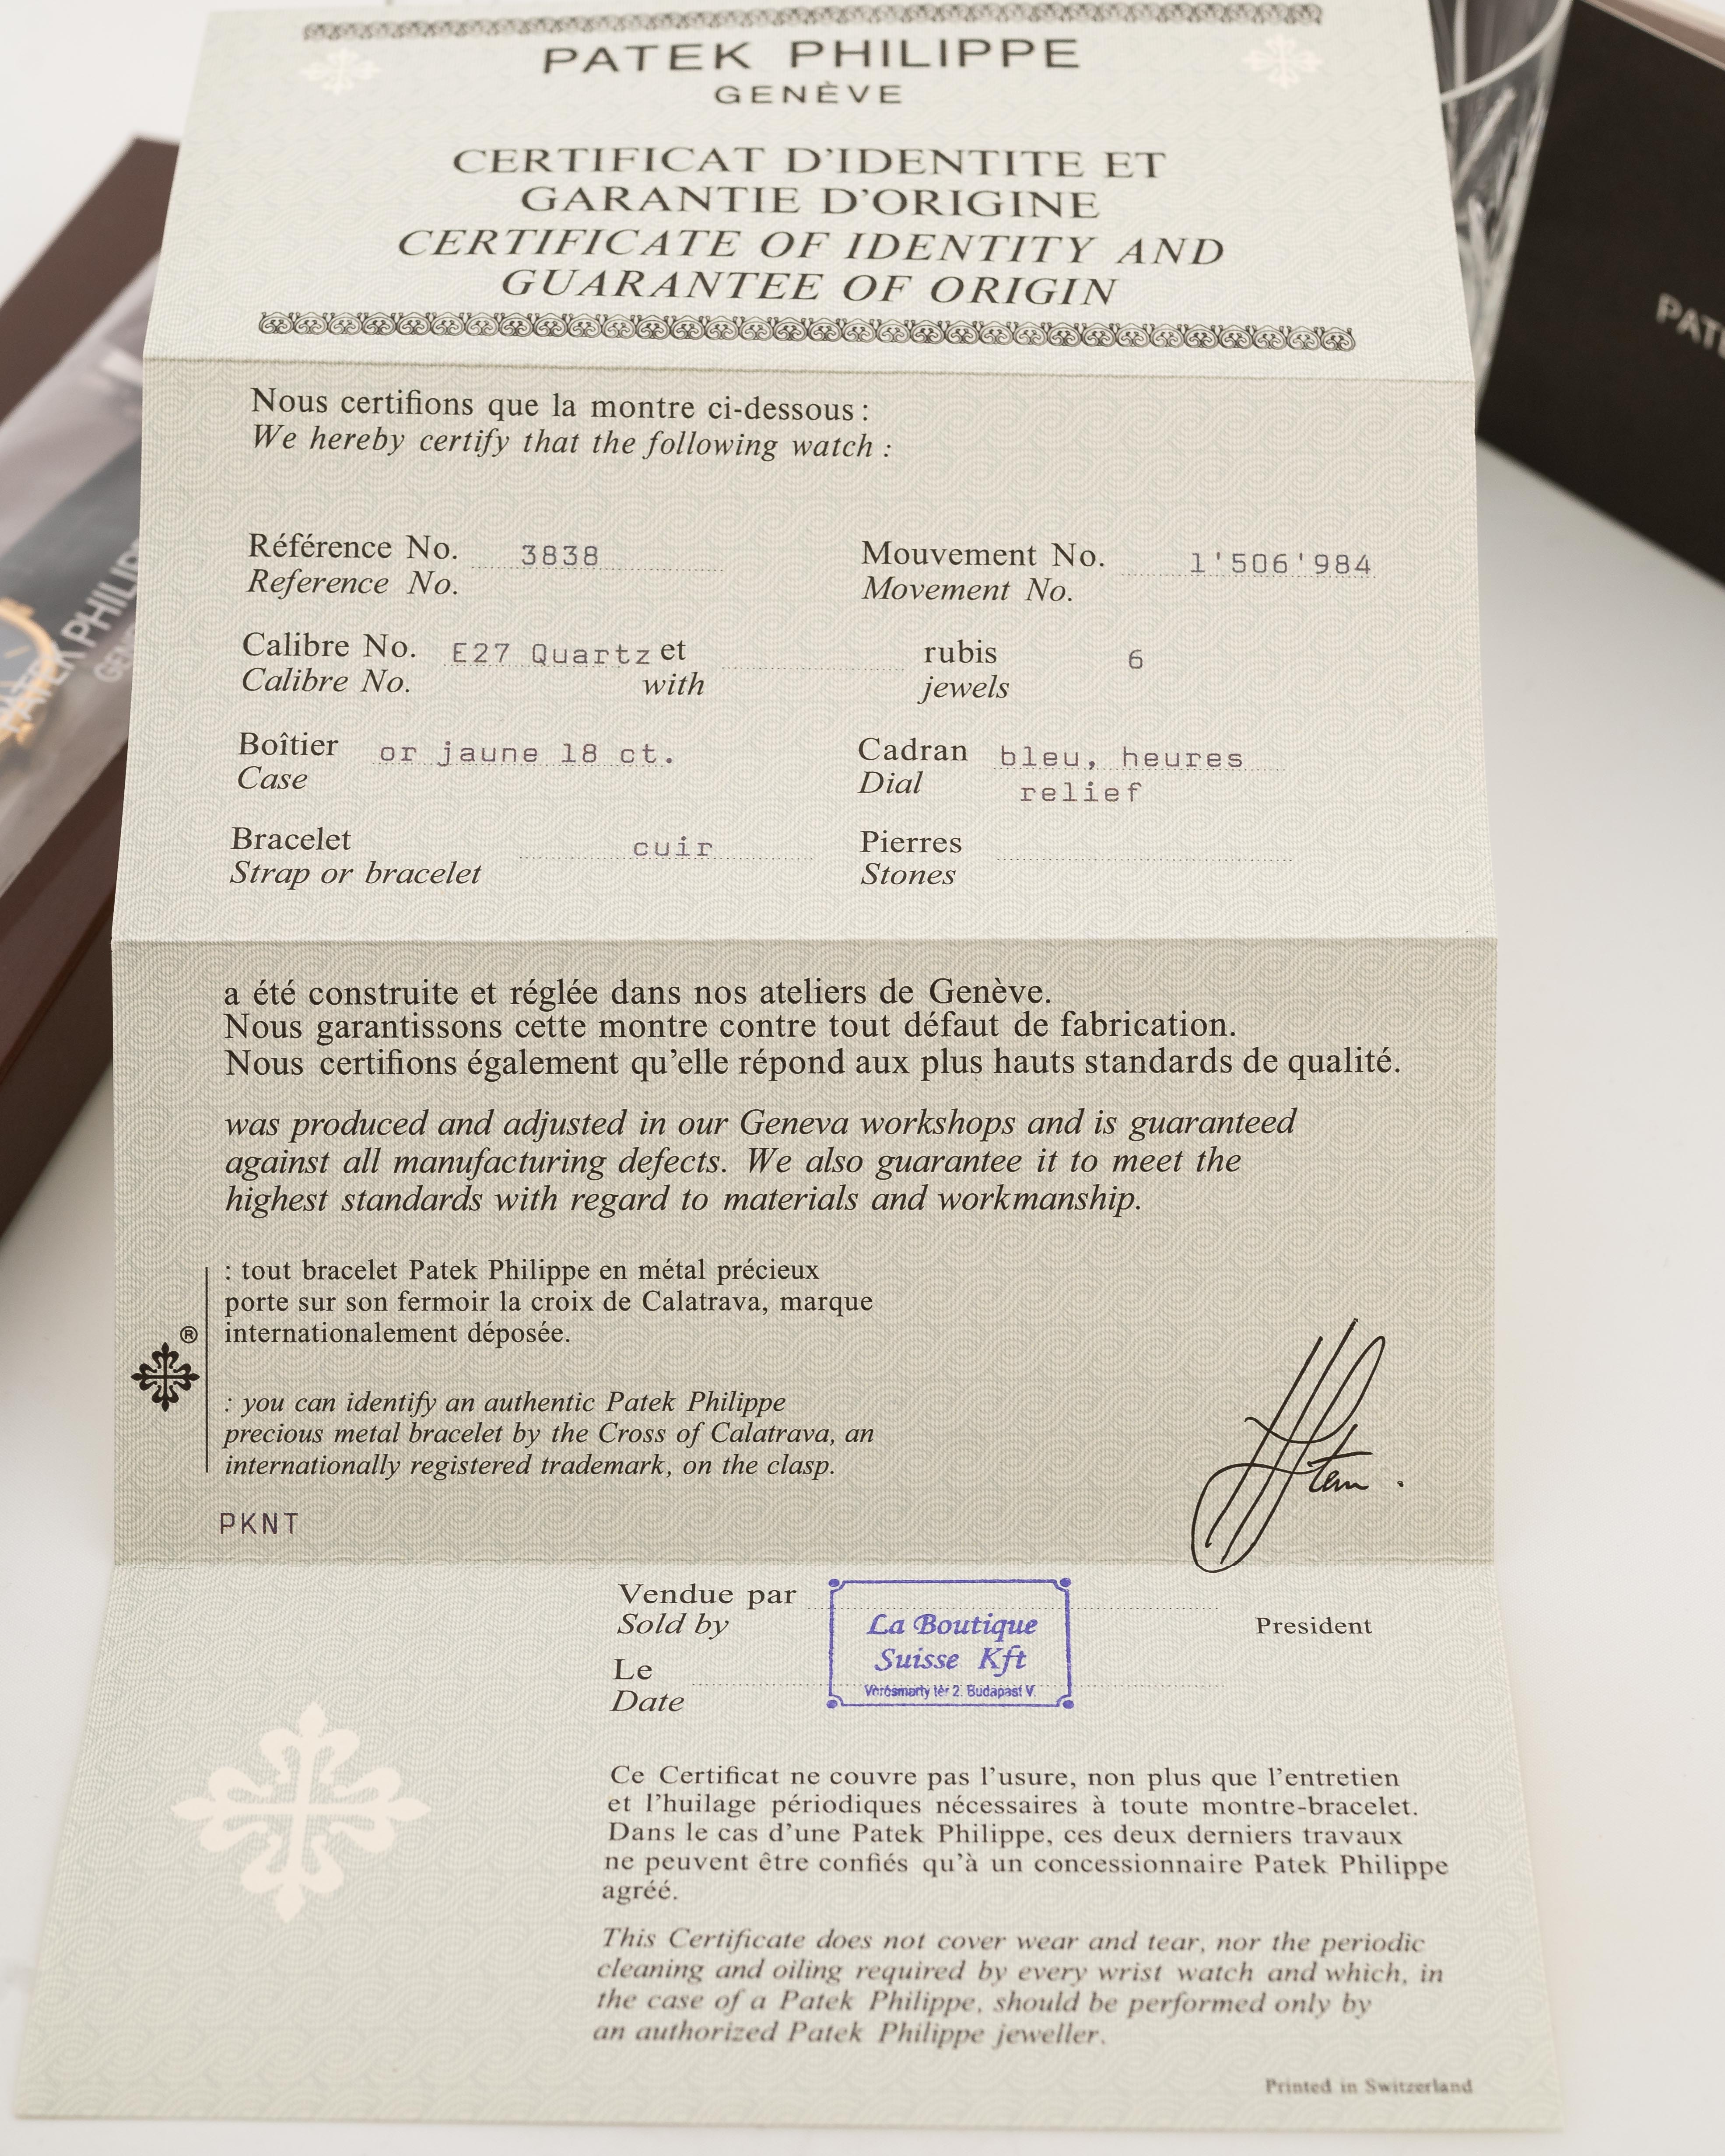 PATEK PHILIPPE
GENÈVE
CERTIFICAT D'IDENTITE ET
GARANTIE D'ORIGINE
CERTIFICATE OF IDENTITY AND
GUARANTEE OF ORIGIN
Nous certifions que la montre ci-dessous :
We hereby certify that the following watch :
Référence No. 3838 Mouvement No. 1'506'984
Reference No. Movement No.
Calibre No. E27 Quartz et rubis 6
Calibre No. with jewels
Boîtier or jaune 18 ct. Cadran bleu, heures
Case Dial relief
Bracelet cuir Pierres
Strap or bracelet Stones
a été construite et réglée dans nos ateliers de Genève.
Nous garantissons cette montre contre tout défaut de fabrication.
Nous certifions également qu'elle répond aux plus hauts standards de qualité.
was produced and adjusted in our Geneva workshops and is guaranteed
against all manufacturing defects. We also guarantee it to meet the
highest standards with regard to materials and workmanship.
: tout bracelet Patek Philippe en métal précieux
porte sur son fermoir la croix de Calatrava, marque
internationalement déposée.
®
: you can identify an authentic Patek Philippe
precious metal bracelet by the Cross of Calatrava, an
internationally registered trademark, on the clasp.
PKNT
Vendue par
Sold by
La Boutique
Suisse Kft
Vörösmarty tér 2. Budapest V.
President
Le
Date
Ce Certificat ne couvre pas l'usure, non plus que l'entretien
et l'huilage périodiques nécessaires à toute montre-bracelet.
Dans le cas d'une Patek Philippe, ces deux derniers travaux
ne peuvent être confiés qu'à un concessionnaire Patek Philippe
agréé.
This Certificate does not cover wear and tear, nor the periodic
cleaning and oiling required by every wrist watch and which, in
the case of a Patek Philippe, should be performed only by
an authorized Patek Philippe jeweller.
Printed in Switzerland
PATEK PHILIPP
GEN
PATE